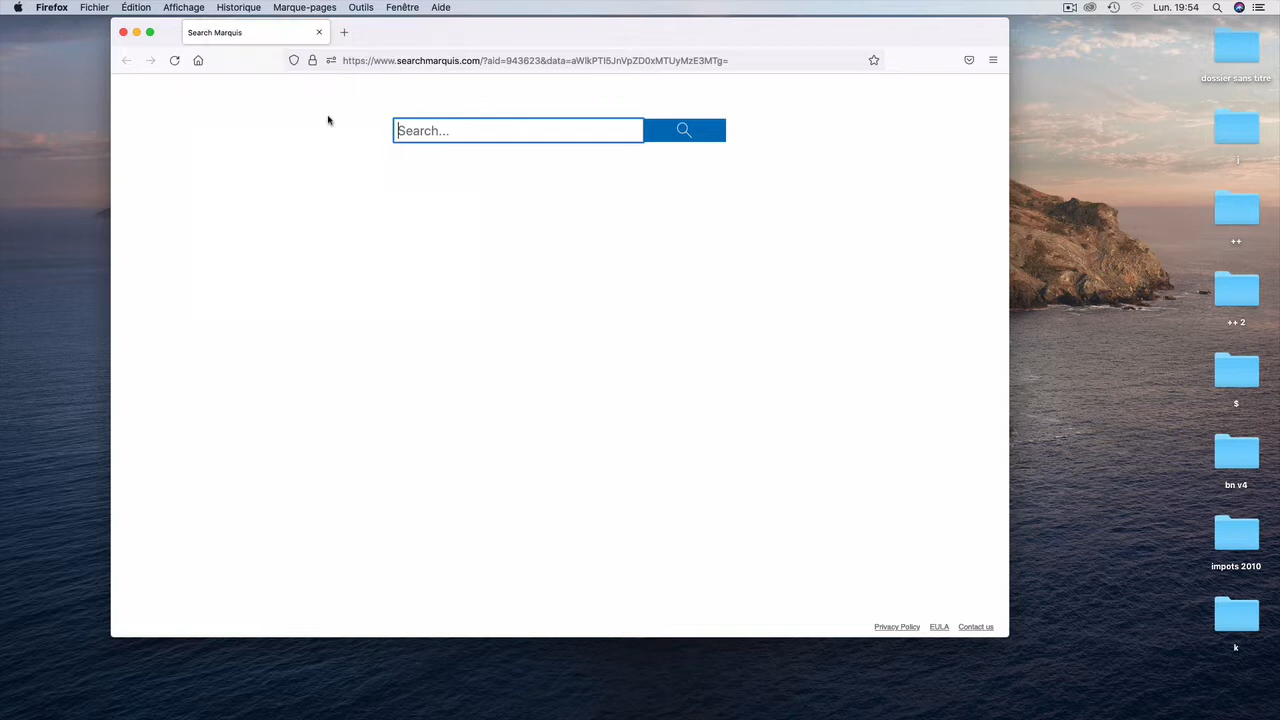 Firefox Fichier Édition Affichage Historique Marque-pages Outils Fenêtre Aide Lun. 19:54
Search Marquis
https://www.searchmarquis.com/?aid=943623&data=aWlkPTI5JnVpZD0xMTUyMzE3MTg=
Search...
Privacy Policy EULA Contact us
dossier sans titre
j
++
++ 2
$
bn v4
impots 2010
k